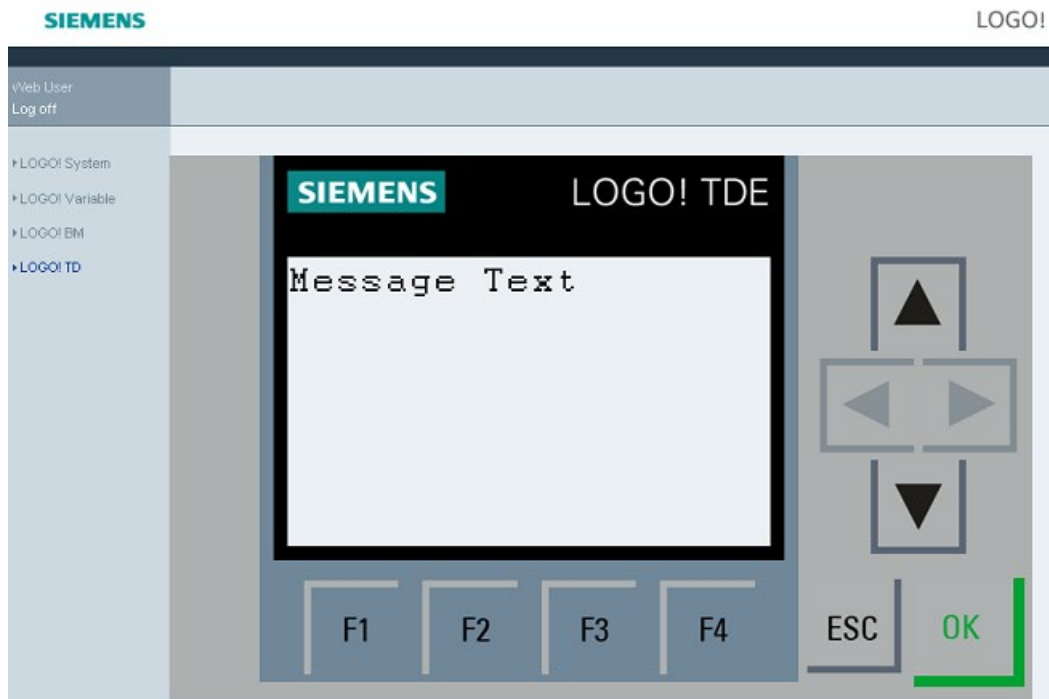 SIEMENS LOGO!
Web User
Log off
LOGO! System
LOGO! Variable
LOGO! BM
LOGO! TD
SIEMENS LOGO! TDE
Message Text
F1 F2 F3 F4 ESC OK